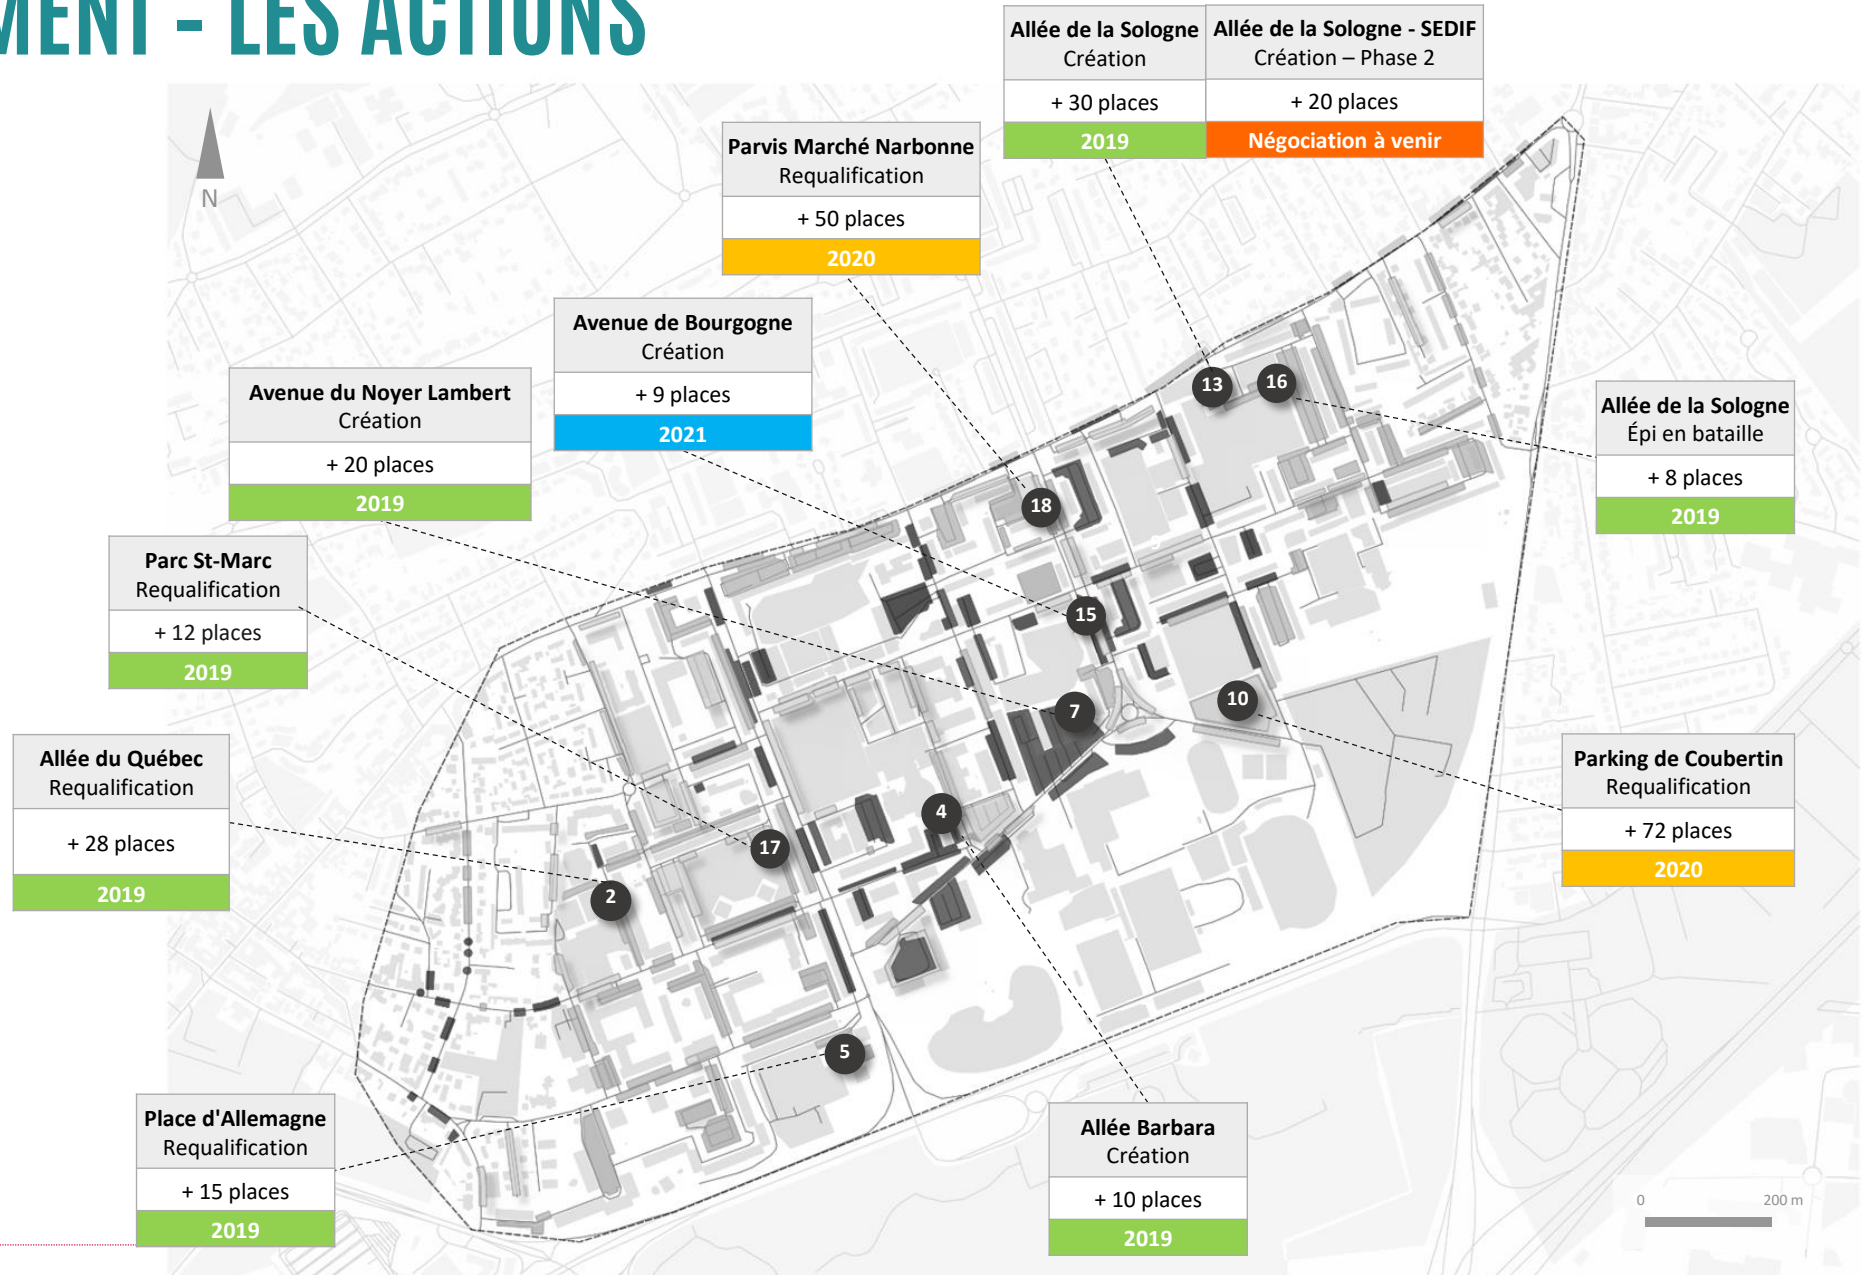 MENT - LES ACTIONS
Allée de la Sologne
Création
+ 30 places
2019
Allée de la Sologne - SEDIF
Création – Phase 2
+ 20 places
Négociation à venir
Parvis Marché Narbonne
Requalification
+ 50 places
2020
N
Avenue de Bourgogne
Création
+ 9 places
2021
Avenue du Noyer Lambert
Création
+ 20 places
2019
Allée de la Sologne
Épi en bataille
+ 8 places
2019
Parc St-Marc
Requalification
+ 12 places
2019
Allée du Québec
Requalification
+ 28 places
2019
Parking de Coubertin
Requalification
+ 72 places
2020
Place d'Allemagne
Requalification
+ 15 places
2019
Allée Barbara
Création
+ 10 places
2019
13
16
18
15
7
10
4
17
2
5
0 200 m